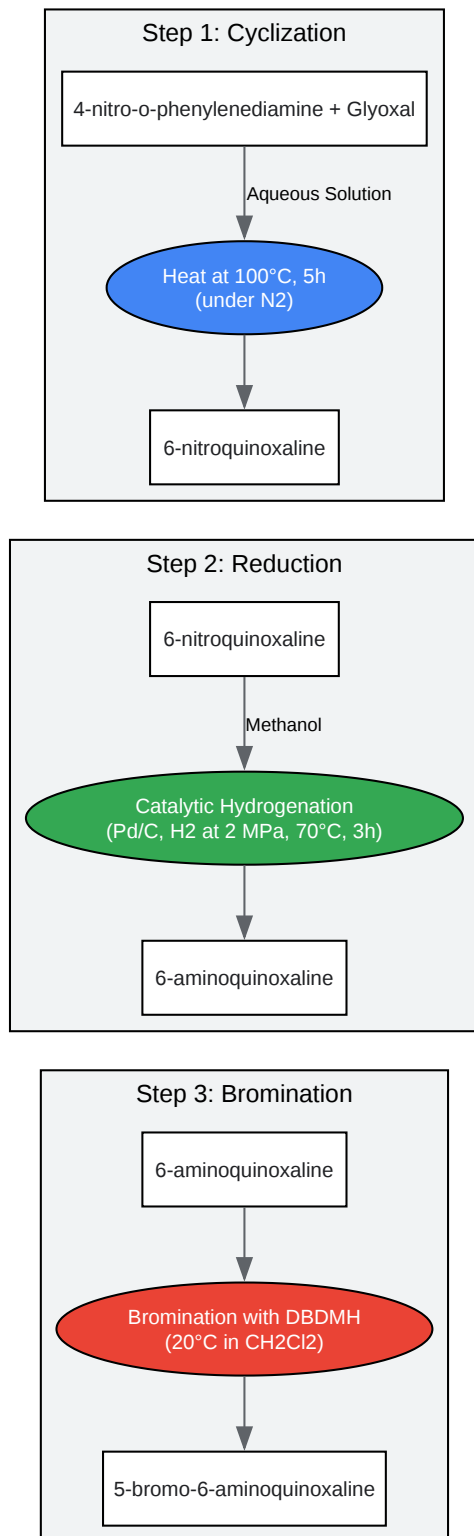 Step 1: Cyclization
4-nitro-o-phenylenediamine + Glyoxal
Aqueous Solution
Heat at 100°C, 5h
(under N2)
6-nitroquinoxaline
Step 2: Reduction
6-nitroquinoxaline
Methanol
Catalytic Hydrogenation
(Pd/C, H2 at 2 MPa, 70°C, 3h)
6-aminoquinoxaline
Step 3: Bromination
6-aminoquinoxaline
Bromination with DBDMH
(20°C in CH2Cl2)
5-bromo-6-aminoquinoxaline